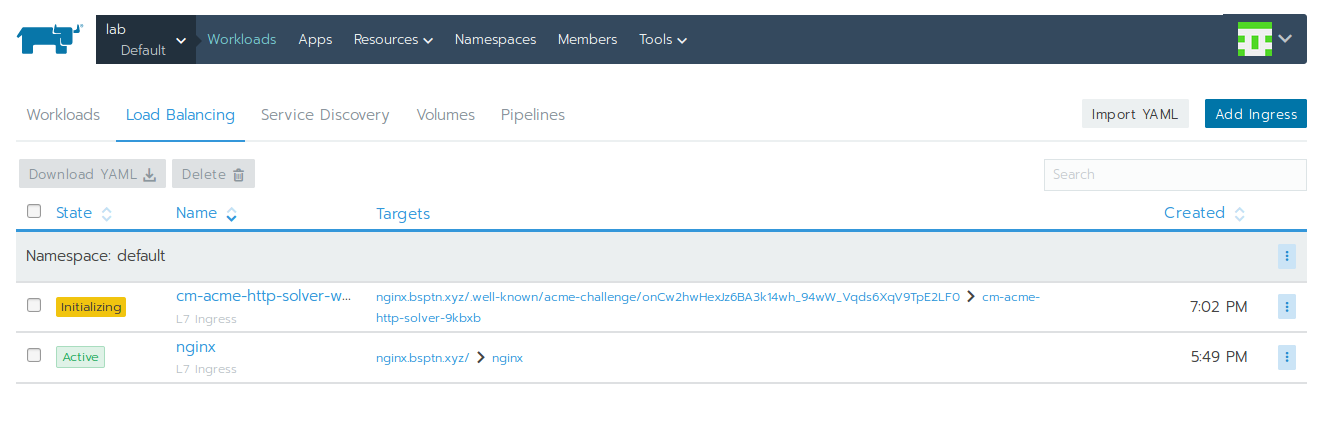 lab
Default
Workloads Apps Resources Namespaces Members Tools
Workloads Load Balancing Service Discovery Volumes Pipelines Import YAML Add Ingress
Download YAML Delete Search
State Name Targets Created
Namespace: default
Initializing cm-acme-http-solver-w... nginx.bsptn.xyz/.well-known/acme-challenge/onCw2hwHexJz6BA3k14wh_94wW_Vqds6XqV9TpE2LF0 > cm-acme- 7:02 PM
L7 Ingress http-solver-9kbxb
Active nginx nginx.bsptn.xyz/ > nginx 5:49 PM
L7 Ingress